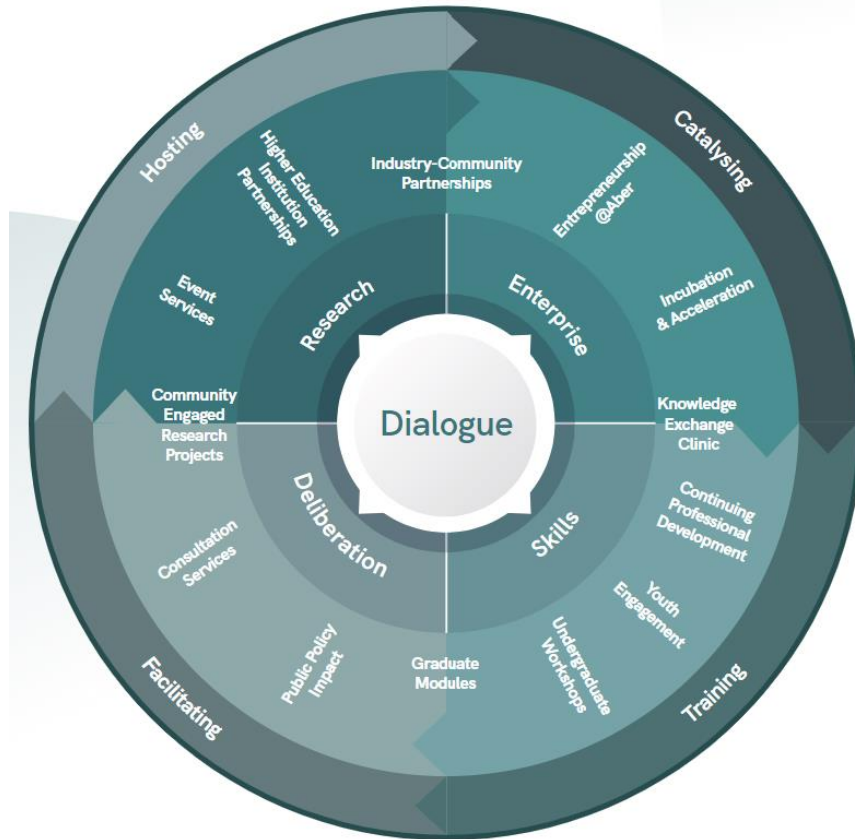 Hosting
Catalysing
Higher Education
Institution
Partnerships
Industry-Community
Partnerships
Entrepreneurship
@Aber
Event
Services
Research
Enterprise
Incubation
& Acceleration
Community
Engaged
Research
Projects
Dialogue
Knowledge
Exchange
Clinic
Consultation
Services
Deliberation
Skills
Continuing
Professional
Development
Youth
Engagement
Public Policy
Impact
Graduate
Modules
Undergraduate
Workshops
Facilitating
Training